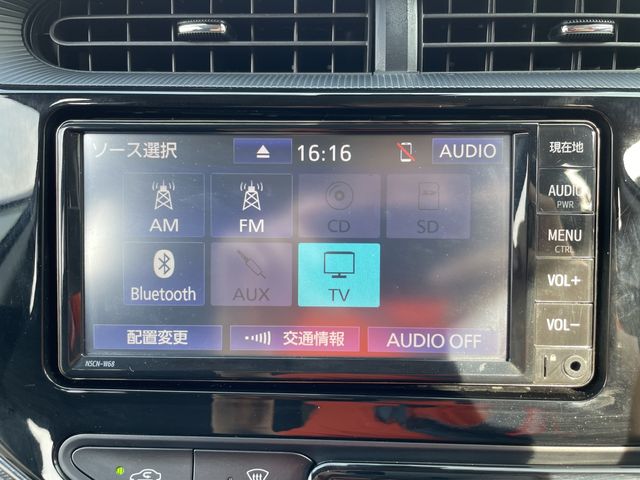 ソース選択 16:16 AUDIO
AM FM CD SD
Bluetooth AUX TV
配置変更 交通情報 AUDIO OFF
NSCN-W68
現在地
AUDIO
PWR
MENU
CTRL
VOL+
VOL−